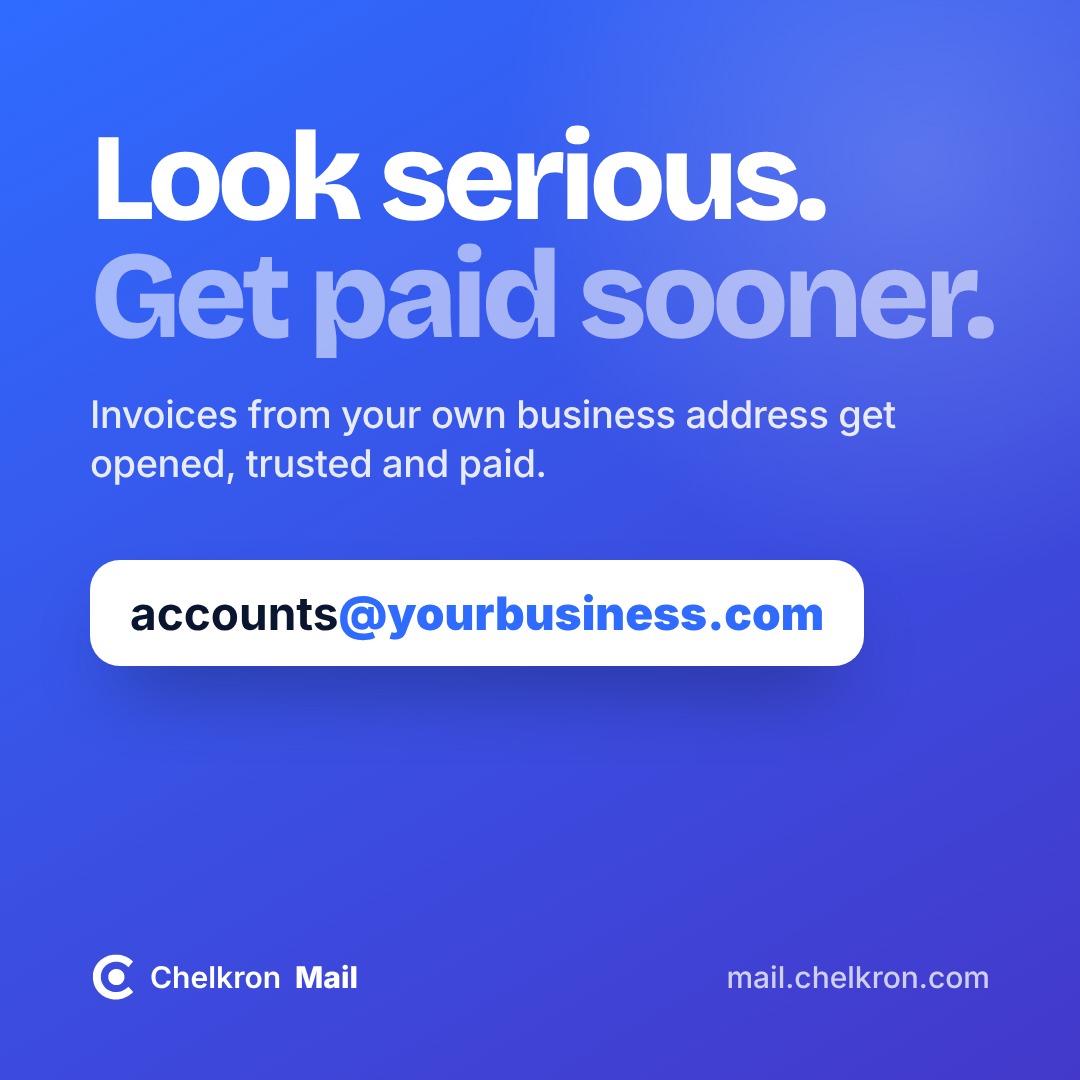 Look serious.
Get paid sooner.
Invoices from your own business address get
opened, trusted and paid.
accounts@yourbusiness.com
Chelkron Mail
mail.chelkron.com